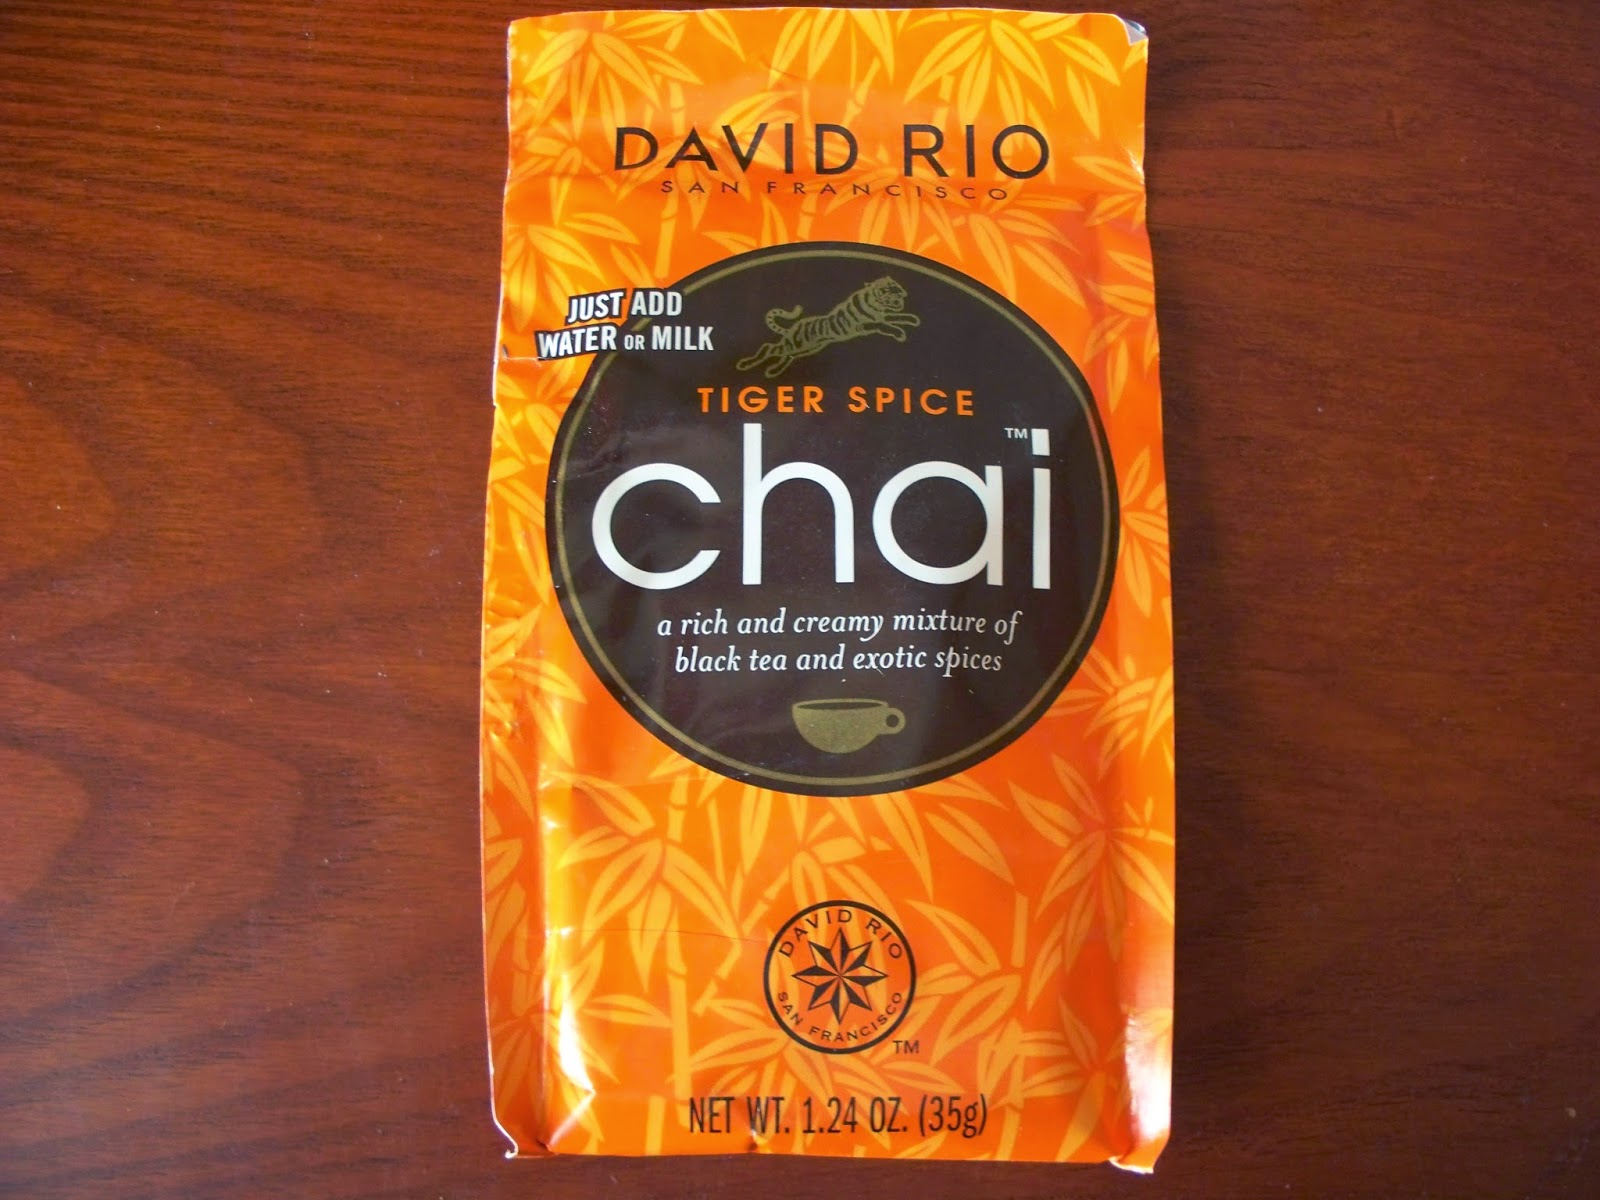 DAVID RIO
SAN FRANCISCO
JUST ADD
WATER OR MILK
TIGER SPICE
chai™
a rich and creamy mixture of
black tea and exotic spices
DAVID RIO
SAN FRANCISCO
TM
NET WT. 1.24 OZ. (35g)